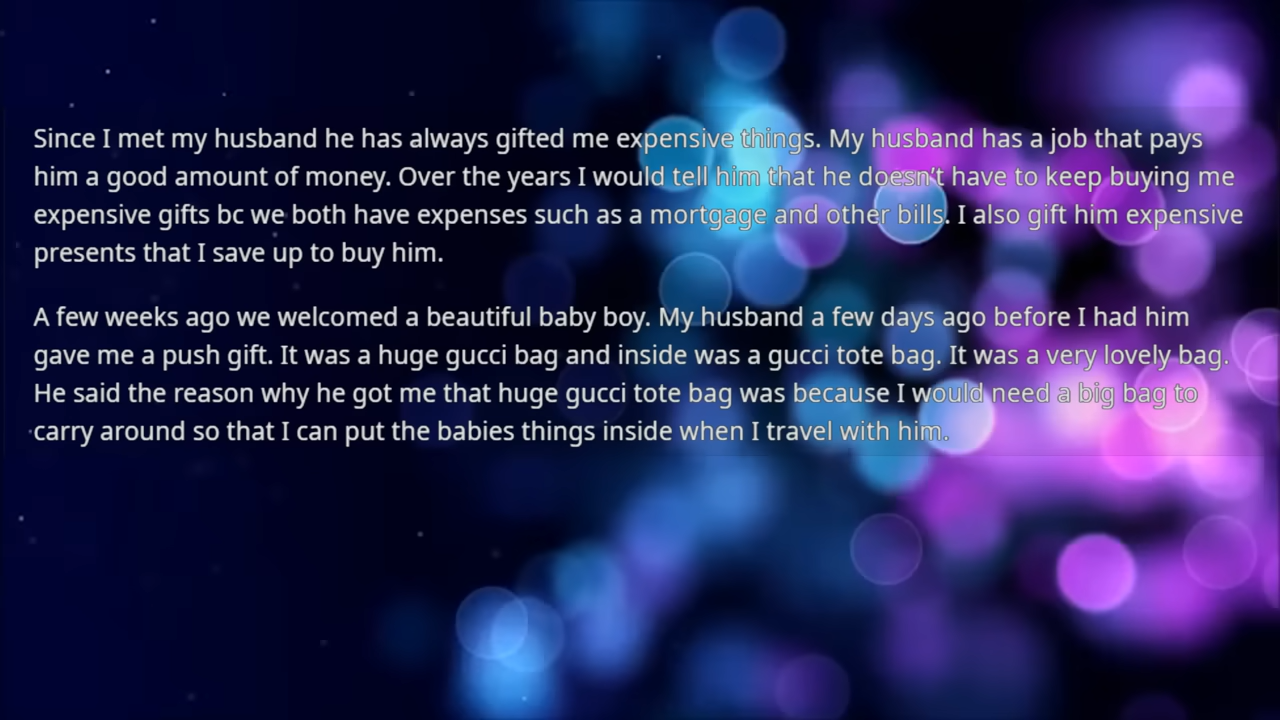 Since I met my husband he has always gifted me expensive things. My husband has a job that pays
him a good amount of money. Over the years I would tell him that he doesn't have to keep buying me
expensive gifts bc we both have expenses such as a mortgage and other bills. I also gift him expensive
presents that I save up to buy him.
A few weeks ago we welcomed a beautiful baby boy. My husband a few days ago before I had him
gave me a push gift. It was a huge gucci bag and inside was a gucci tote bag. It was a very lovely bag.
He said the reason why he got me that huge gucci tote bag was because I would need a big bag to
carry around so that I can put the babies things inside when I travel with him.